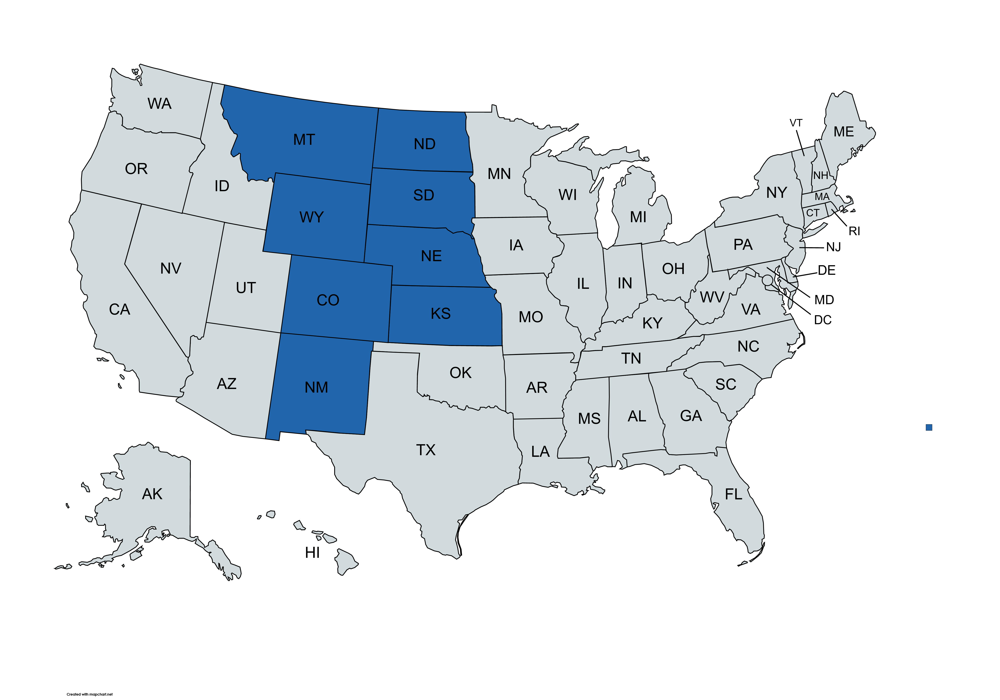 WA
MT
ND
VT
ME
OR
ID
MN
SD
WI
NH
NY
MA
WY
MI
CT
RI
IA
PA
NJ
NE
NV
OH
DE
UT
IL
IN
WV
MD
CO
CA
KS
MO
VA
DC
KY
NC
TN
OK
AZ
NM
AR
SC
MS
AL
GA
TX
LA
AK
FL
HI
Created with mapchart.net